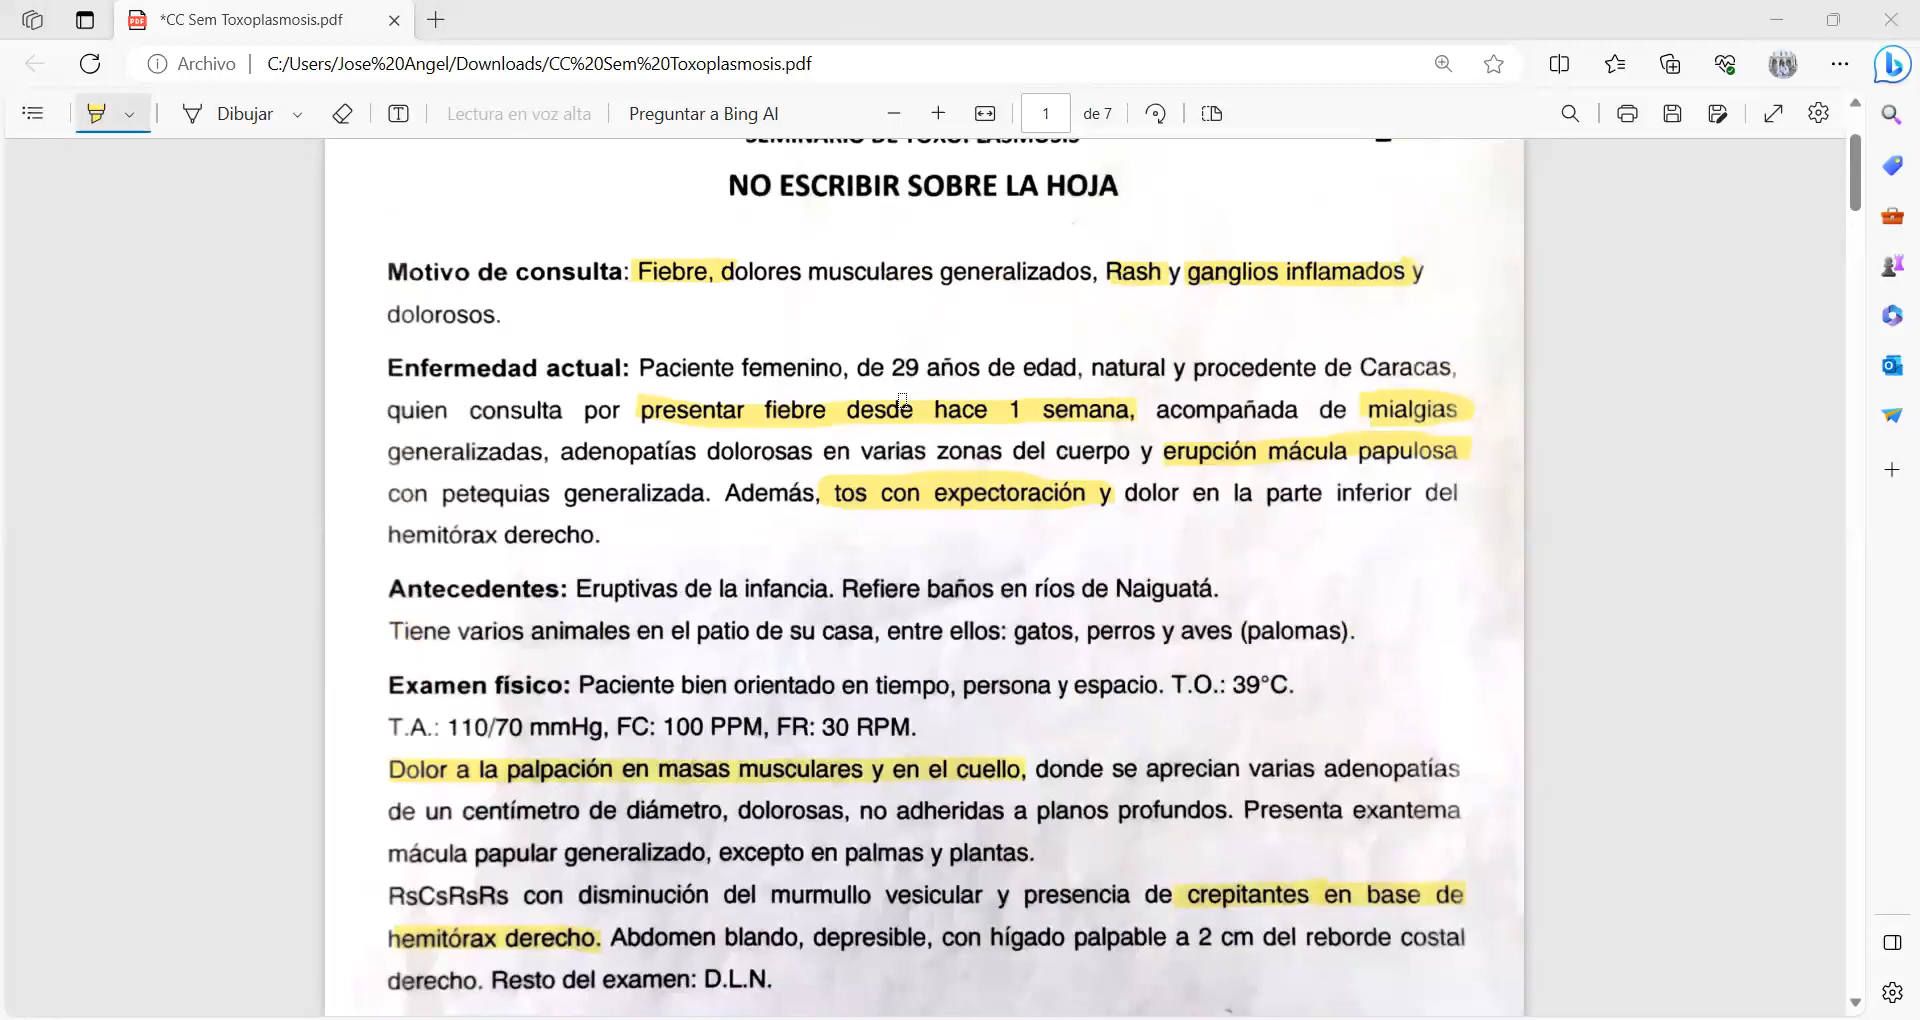 *CC Sem Toxoplasmosis.pdf
Archivo
C:/Users/Jose%20Angel/Downloads/CC%20Sem%20Toxoplasmosis.pdf
Dibujar
Lectura en voz alta
Preguntar a Bing AI
1
de 7
SEMINARIO DE TOXOPLASMOSIS
NO ESCRIBIR SOBRE LA HOJA
Motivo de consulta: Fiebre, dolores musculares generalizados, Rash y ganglios inflamados y
dolorosos.
Enfermedad actual: Paciente femenino, de 29 años de edad, natural y procedente de Caracas,
quien consulta por presentar fiebre desde hace 1 semana, acompañada de mialgias
generalizadas, adenopatías dolorosas en varias zonas del cuerpo y erupción mácula papulosa
con petequias generalizada. Además, tos con expectoración y dolor en la parte inferior del
hemitórax derecho.
Antecedentes: Eruptivas de la infancia. Refiere baños en ríos de Naiguatá.
Tiene varios animales en el patio de su casa, entre ellos: gatos, perros y aves (palomas).
Examen físico: Paciente bien orientado en tiempo, persona y espacio. T.O.: 39°C.
T.A.: 110/70 mmHg, FC: 100 PPM, FR: 30 RPM.
Dolor a la palpación en masas musculares y en el cuello, donde se aprecian varias adenopatías
de un centímetro de diámetro, dolorosas, no adheridas a planos profundos. Presenta exantema
mácula papular generalizado, excepto en palmas y plantas.
RsCsRsRs con disminución del murmullo vesicular y presencia de crepitantes en base de
hemitórax derecho. Abdomen blando, depresible, con hígado palpable a 2 cm del reborde costal
derecho. Resto del examen: D.L.N.